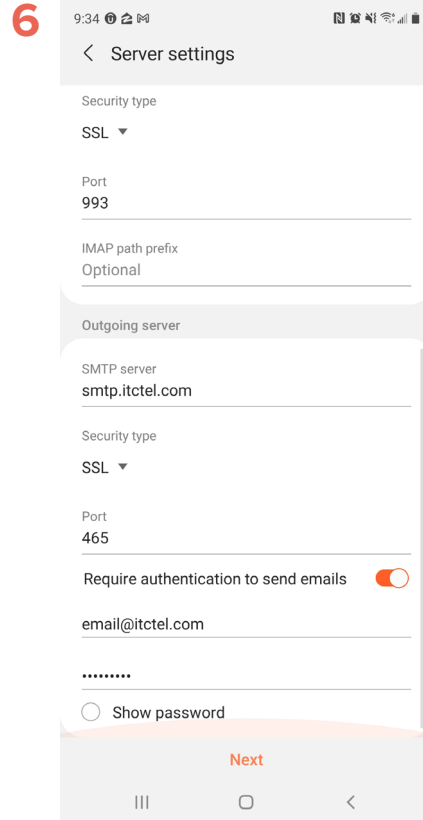 6
9:34
Server settings
Security type
SSL
Port
993
IMAP path prefix
Optional
Outgoing server
SMTP server
smtp.itctel.com
Security type
SSL
Port
465
Require authentication to send emails
email@itctel.com
•••••••••
Show password
Next